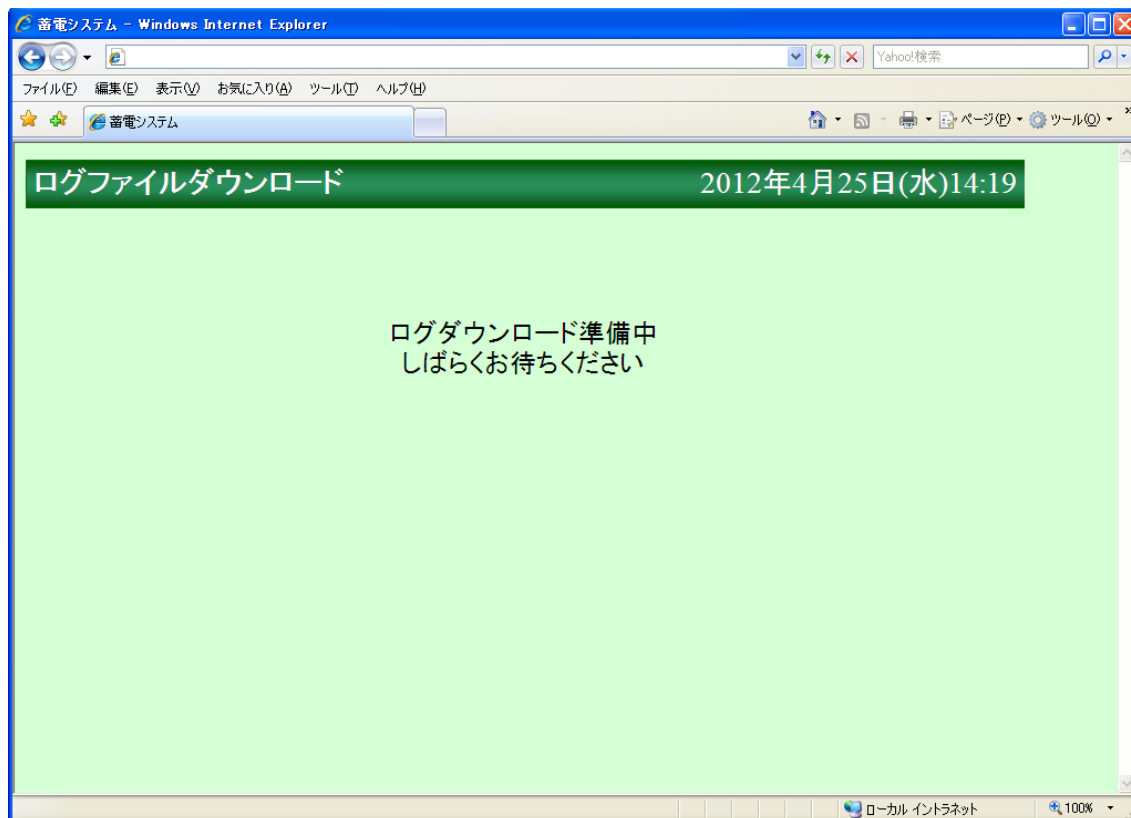 蓄電システム - Windows Internet Explorer
Yahoo!検索
ファイル(F) 編集(E) 表示(V) お気に入り(A) ツール(T) ヘルプ(H)
蓄電システム
ページ(P) ツール(O) »
ログファイルダウンロード 2012年4月25日(水)14:19
ログダウンロード準備中
しばらくお待ちください
ローカル イントラネット 100%